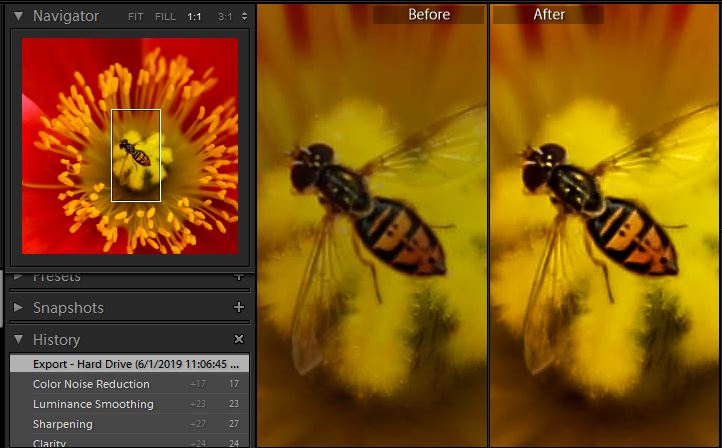 Navigator FIT FILL 1:1 3:1
Before
After
Presets +
Snapshots +
History ×
Export - Hard Drive (6/1/2019 11:06:45 ...
Color Noise Reduction +17 17
Luminance Smoothing +23 23
Sharpening +27 27
Clarity +24 24